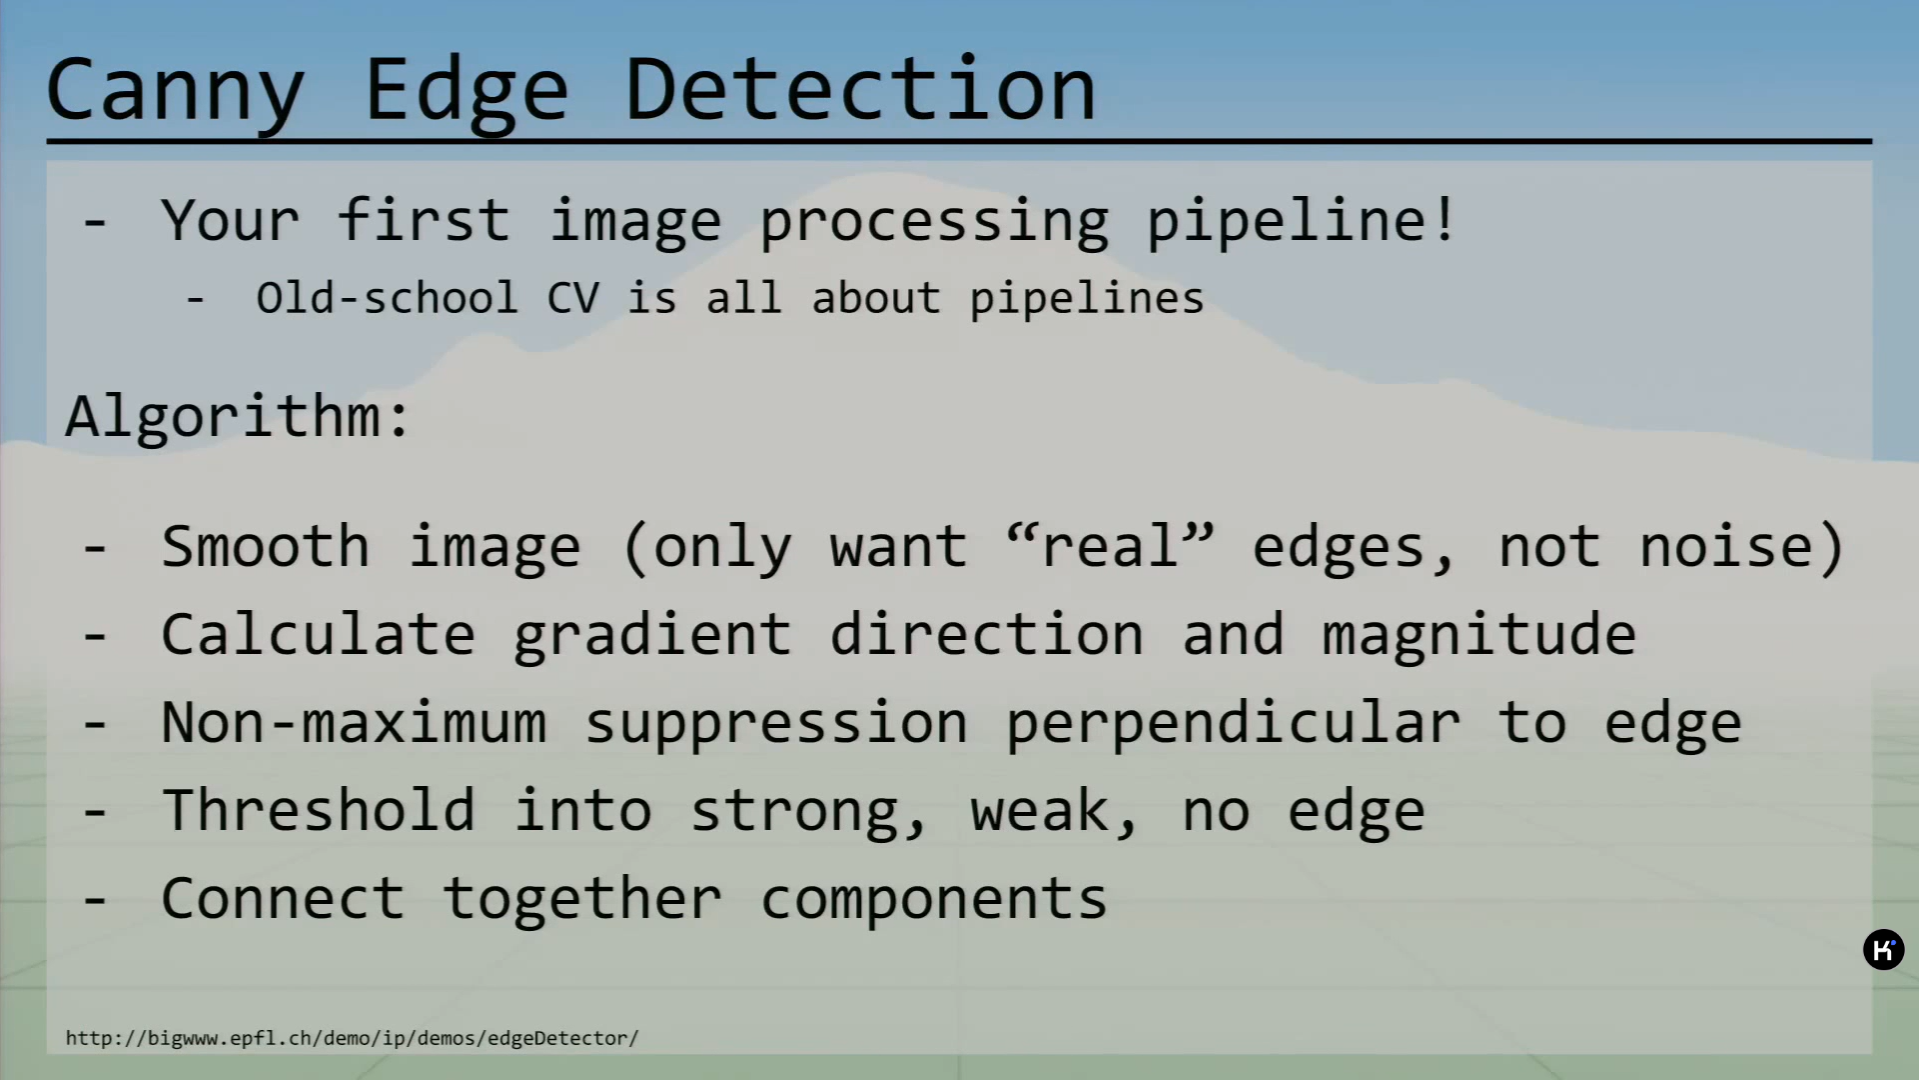 Canny Edge Detection
- Your first image processing pipeline!
- Old-school CV is all about pipelines
Algorithm:
- Smooth image (only want “real” edges, not noise)
- Calculate gradient direction and magnitude
- Non-maximum suppression perpendicular to edge
- Threshold into strong, weak, no edge
- Connect together components
K
http://bigwww.epfl.ch/demo/ip/demos/edgeDetector/